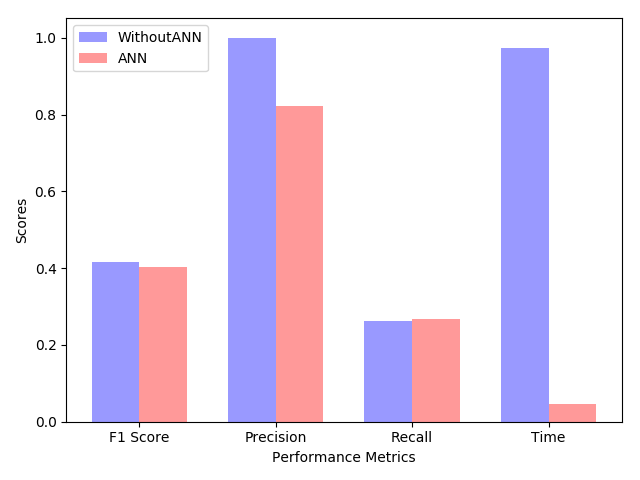 WithoutANN
ANN
Scores
1.0
0.8
0.6
0.4
0.2
0.0
F1 Score Precision Recall Time
Performance Metrics